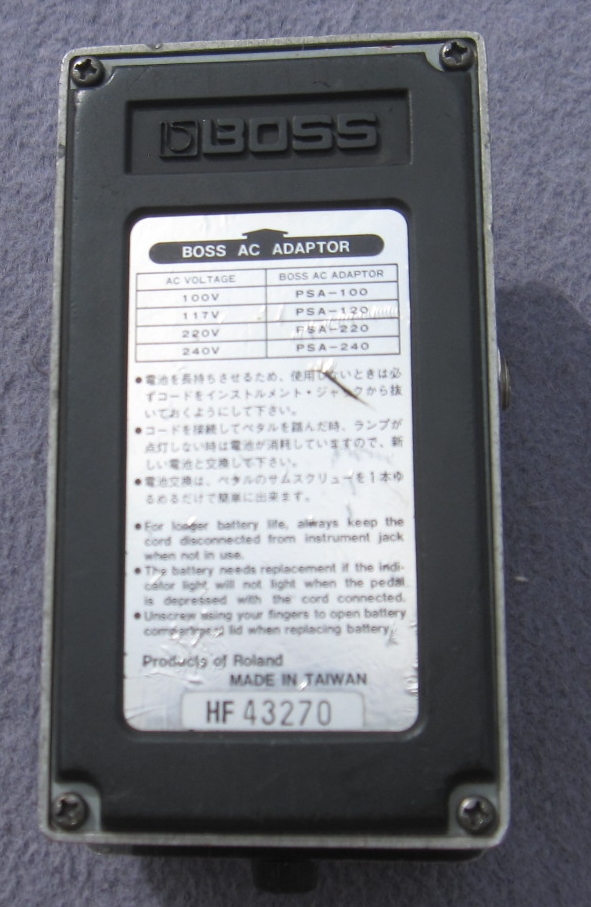 BOSS
BOSS AC ADAPTOR
AC VOLTAGE BOSS AC ADAPTOR
100V PSA-100
117V PSA-120
220V PSA-220
240V PSA-240
●電池を長持ちさせるため、使用しないときは必
ずコードをインストルメント・ジャックから抜
いておくようにして下さい。
●コードを接続してペダルを踏んだ時、ランプが
点灯しない時は電池が消耗していますので、新
しい電池と交換して下さい。
●電池交換は、ペダルのサムスクリューを1本ゆ
るめるだけで簡単に出来ます。
●For longer battery life, always keep the
cord disconnected from instrument jack
when not in use.
●The battery needs replacement if the indi-
cator light will not light when the pedal
is depressed with the cord connected.
●Unscrew using your fingers to open battery
compartment lid when replacing battery.
Products of Roland
MADE IN TAIWAN
HF 43270